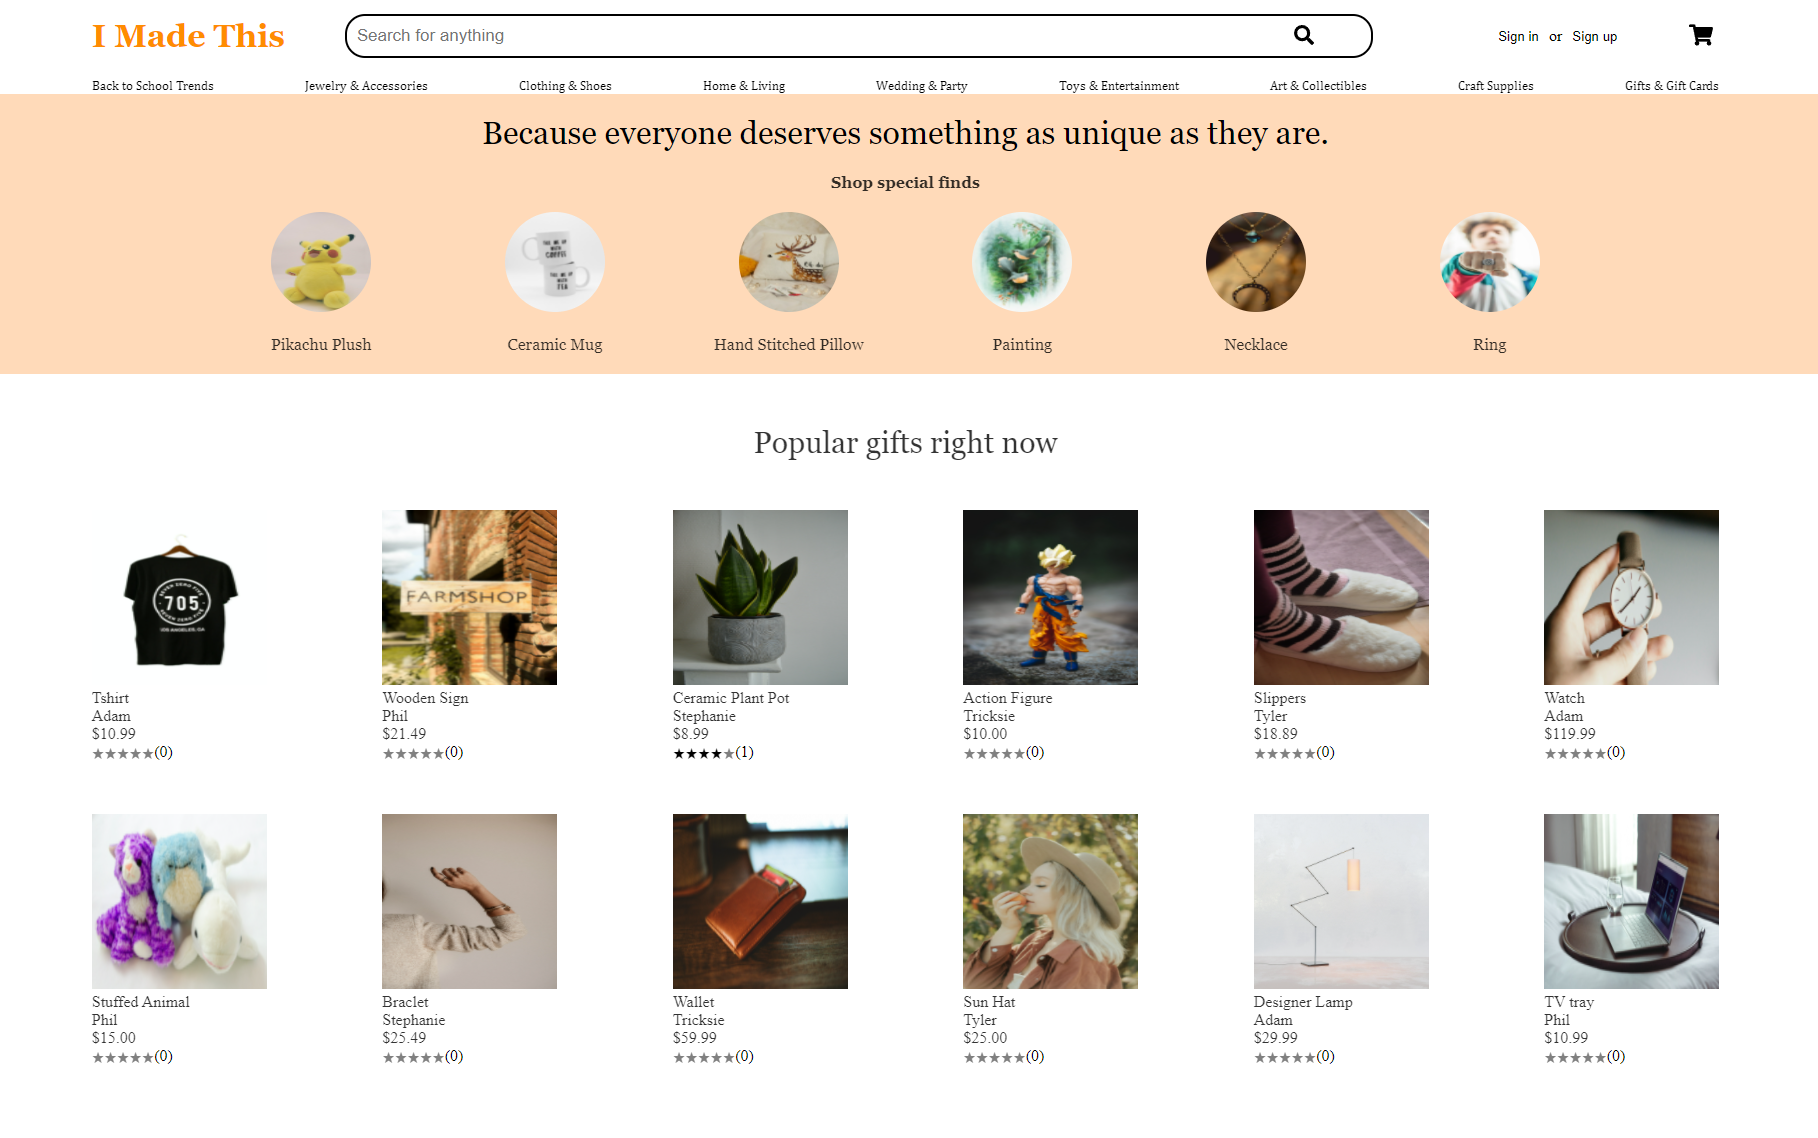 I Made This
Search for anything
Sign in or Sign up
Back to School Trends
Jewelry & Accessories
Clothing & Shoes
Home & Living
Wedding & Party
Toys & Entertainment
Art & Collectibles
Craft Supplies
Gifts & Gift Cards
Because everyone deserves something as unique as they are.
Shop special finds
COFFEE
TEA
Pikachu Plush
Ceramic Mug
Hand Stitched Pillow
Painting
Necklace
Ring
Popular gifts right now
705
FARMSHOP
Tshirt
Adam
$10.99
★★★★★(0)
Wooden Sign
Phil
$21.49
★★★★★(0)
Ceramic Plant Pot
Stephanie
$8.99
★★★★★(1)
Action Figure
Tricksie
$10.00
★★★★★(0)
Slippers
Tyler
$18.89
★★★★★(0)
Watch
Adam
$119.99
★★★★★(0)
Stuffed Animal
Phil
$15.00
★★★★★(0)
Braclet
Stephanie
$25.49
★★★★★(0)
Wallet
Tricksie
$59.99
★★★★★(0)
Sun Hat
Tyler
$25.00
★★★★★(0)
Designer Lamp
Adam
$29.99
★★★★★(0)
TV tray
Phil
$10.99
★★★★★(0)